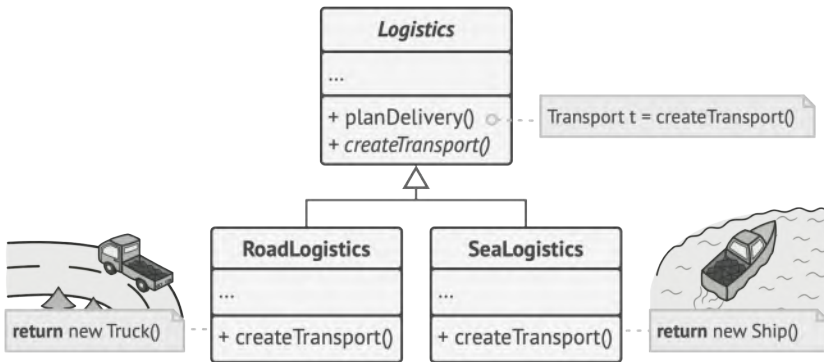 Logistics
...
+ planDelivery()
+ createTransport()
Transport t = createTransport()
RoadLogistics
...
+ createTransport()
SeaLogistics
...
+ createTransport()
return new Truck()
return new Ship()